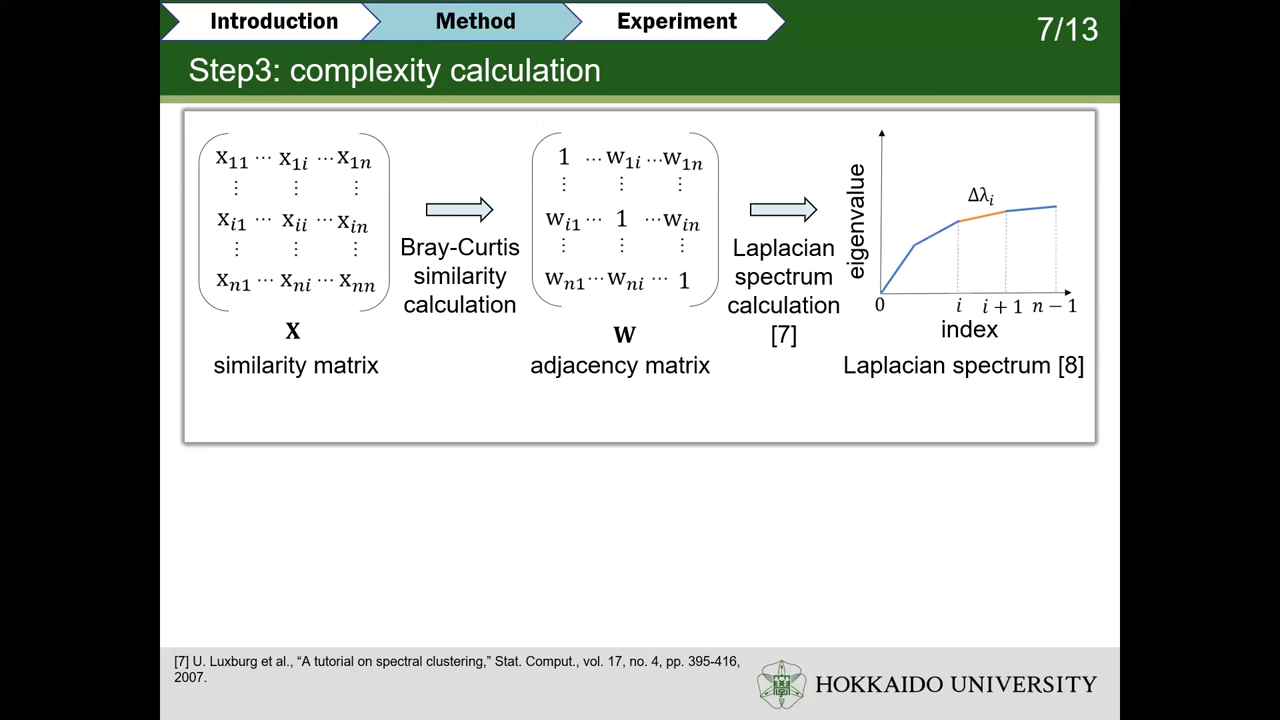 Introduction
Method
Experiment
7/13
Step3: complexity calculation
x11 ⋯ x1i ⋯ x1n
⋮ ⋮ ⋮
xi1 ⋯ xii ⋯ xin
⋮ ⋮ ⋮
xn1 ⋯ xni ⋯ xnn
X
similarity matrix
Bray-Curtis
similarity
calculation
1 ⋯ w1i ⋯ w1n
⋮ ⋮ ⋮
wi1 ⋯ 1 ⋯ win
⋮ ⋮ ⋮
wn1 ⋯ wni ⋯ 1
W
adjacency matrix
Laplacian
spectrum
calculation
[7]
eigenvalue
Δλi
0 i i + 1 n − 1
index
Laplacian spectrum [8]
[7] U. Luxburg et al., “A tutorial on spectral clustering,” Stat. Comput., vol. 17, no. 4, pp. 395-416,
2007.
HOKKAIDO UNIVERSITY